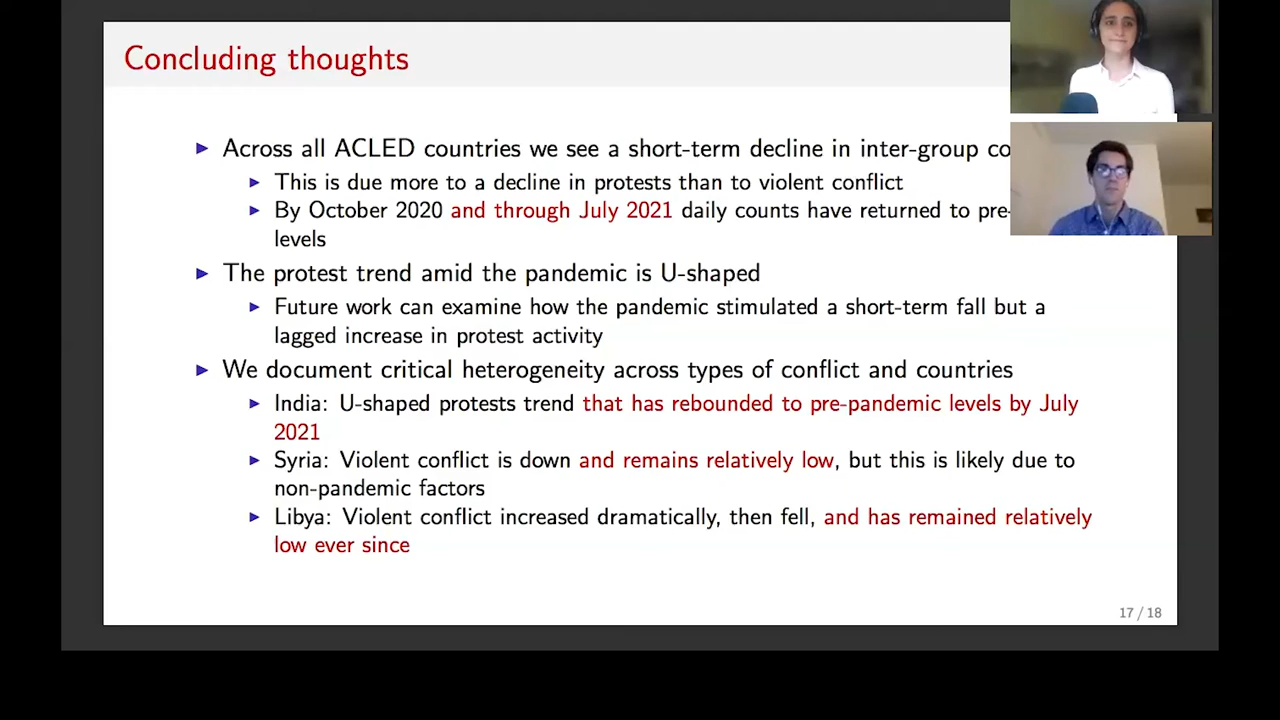 Concluding thoughts
▶ Across all ACLED countries we see a short-term decline in inter-group
▶ This is due more to a decline in protests than to violent conflict
▶ By October 2020 and through July 2021 daily counts have returned to pre-
levels
▶ The protest trend amid the pandemic is U-shaped
▶ Future work can examine how the pandemic stimulated a short-term fall but a
lagged increase in protest activity
▶ We document critical heterogeneity across types of conflict and countries
▶ India: U-shaped protests trend that has rebounded to pre-pandemic levels by July
2021
▶ Syria: Violent conflict is down and remains relatively low, but this is likely due to
non-pandemic factors
▶ Libya: Violent conflict increased dramatically, then fell, and has remained relatively
low ever since
17 / 18